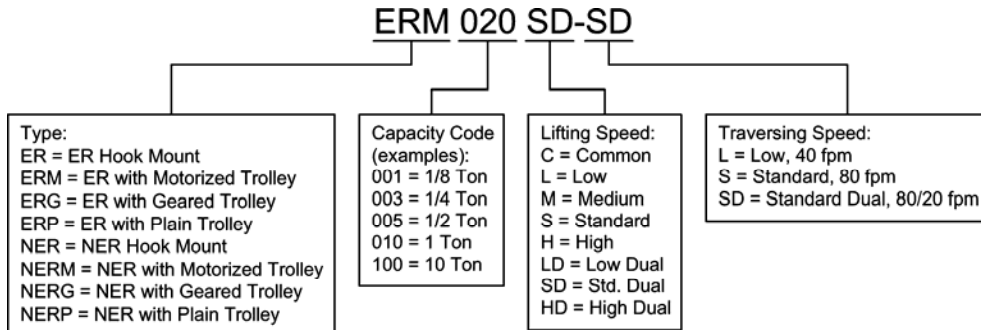 ERM 020 SD-SD
Type:
ER = ER Hook Mount
ERM = ER with Motorized Trolley
ERG = ER with Geared Trolley
ERP = ER with Plain Trolley
NER = NER Hook Mount
NERM = NER with Motorized Trolley
NERG = NER with Geared Trolley
NERP = NER with Plain Trolley
Capacity Code
(examples):
001 = 1/8 Ton
003 = 1/4 Ton
005 = 1/2 Ton
010 = 1 Ton
100 = 10 Ton
Lifting Speed:
C = Common
L = Low
M = Medium
S = Standard
H = High
LD = Low Dual
SD = Std. Dual
HD = High Dual
Traversing Speed:
L = Low, 40 fpm
S = Standard, 80 fpm
SD = Standard Dual, 80/20 fpm